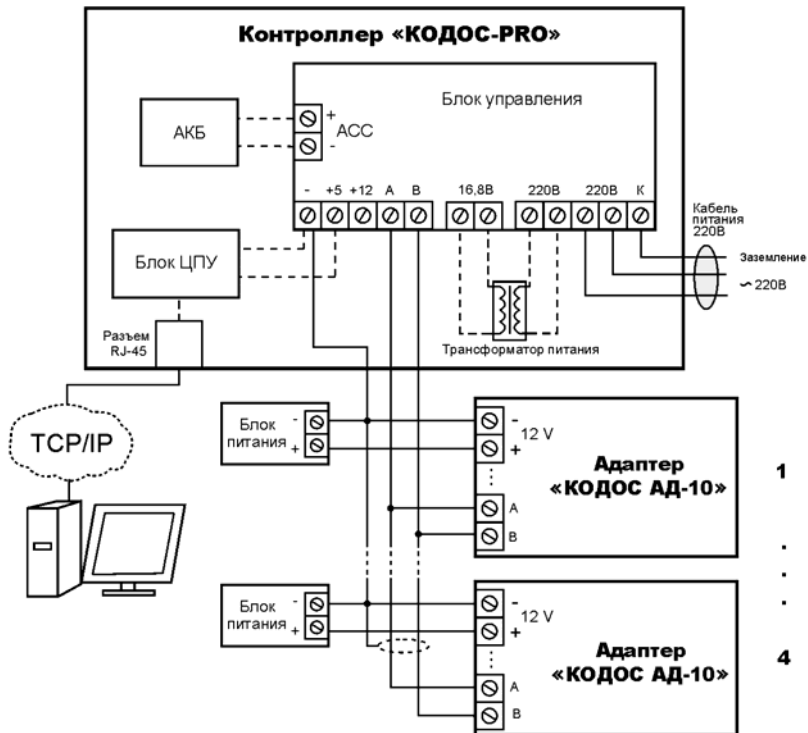 Контроллер «КОДОС-PRO»
Блок управления
АКБ
+
АСС
-
- +5 +12 А В 16,8В 220В 220В К
Кабель
питания
220В
Заземление
~ 220В
Блок ЦПУ
Разъем
RJ-45
Трансформатор питания
TCP/IP
Блок
питания
-
+
-
12 V
+
Адаптер
«КОДОС АД-10»
А
В
1
Блок
питания
-
+
-
12 V
+
Адаптер
«КОДОС АД-10»
А
В
4